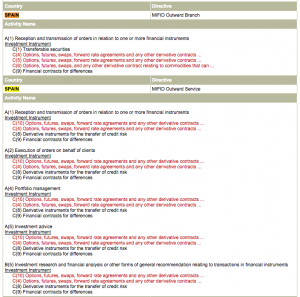 Country Directive
SPAIN MIFID Outward Branch
Activity Name
A(1) Reception and transmission of orders in relation to one or more financial instruments
Investment Instrument
C(1) Transferable securities
C(4) Options, futures, swaps, forward rate agreements and any other derivative contracts ...
C(5) Options, futures, swaps, forward rate agreements and any other derivative contracts ...
C(6) Options, futures, swaps, and any other derivative contract relating to commodities that can ...
C(9) Financial contracts for differences
Country Directive
SPAIN MIFID Outward Service
Activity Name
A(1) Reception and transmission of orders in relation to one or more financial instruments
Investment Instrument
C(10) Options, futures, swaps, forward rate agreements and any other derivative contracts ...
C(4) Options, futures, swaps, forward rate agreements and any other derivative contracts ...
C(8) Derivative instruments for the transfer of credit risk
C(9) Financial contracts for differences
A(2) Execution of orders on behalf of clients
Investment Instrument
C(10) Options, futures, swaps, forward rate agreements and any other derivative contracts ...
C(4) Options, futures, swaps, forward rate agreements and any other derivative contracts ...
C(8) Derivative instruments for the transfer of credit risk
C(9) Financial contracts for differences
A(4) Portfolio management
Investment Instrument
C(10) Options, futures, swaps, forward rate agreements and any other derivative contracts ...
C(4) Options, futures, swaps, forward rate agreements and any other derivative contracts ...
C(8) Derivative instruments for the transfer of credit risk
C(9) Financial contracts for differences
A(5) Investment advice
Investment Instrument
C(10) Options, futures, swaps, forward rate agreements and any other derivative contracts ...
C(4) Options, futures, swaps, forward rate agreements and any other derivative contracts ...
C(8) Derivative instruments for the transfer of credit risk
C(9) Financial contracts for differences
B(5) Investment research and financial analysis or other forms of general recommendation relating to transactions in financial instruments
Investment Instrument
C(10) Options, futures, swaps, forward rate agreements and any other derivative contracts ...
C(4) Options, futures, swaps, forward rate agreements and any other derivative contracts ...
C(8) Derivative instruments for the transfer of credit risk
C(9) Financial contracts for differences